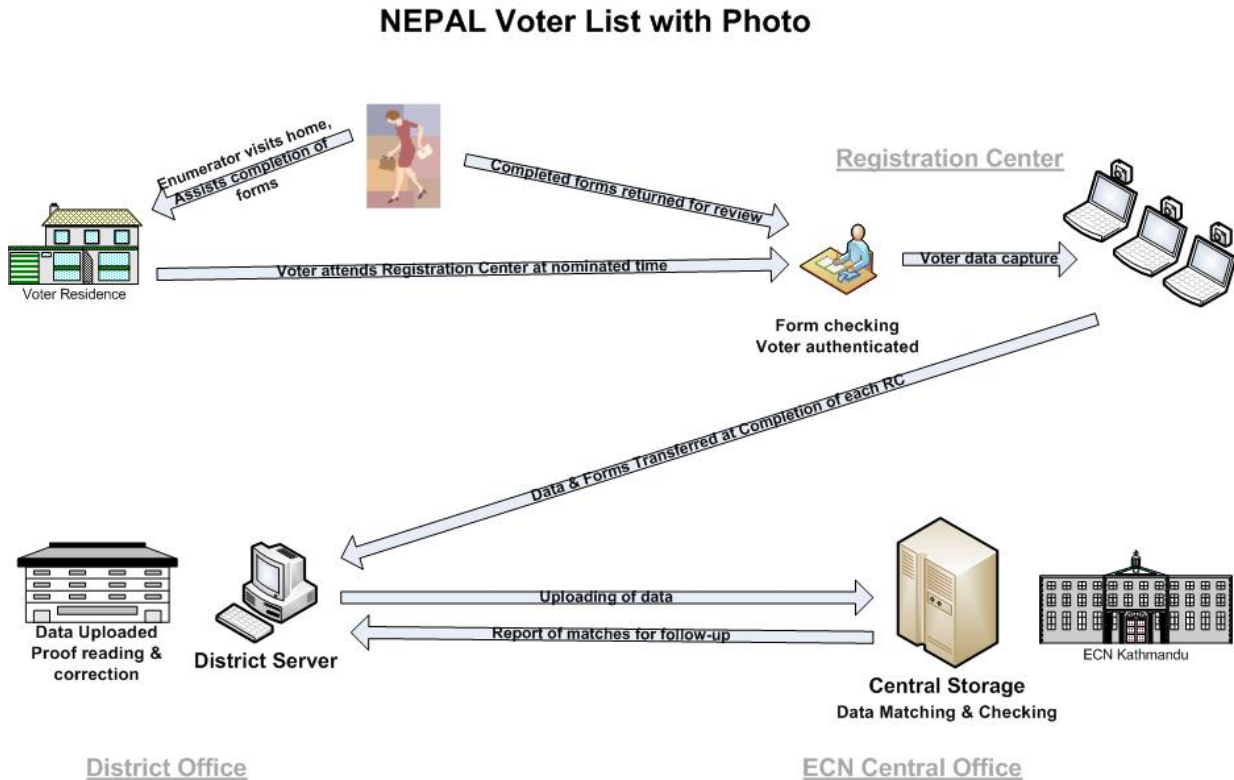 NEPAL Voter List with Photo
Enumerator visits home,
Assists completion of
forms
Completed forms returned for review
Registration Center
Voter Residence
Voter attends Registration Center at nominated time
Voter data capture
Form checking
Voter authenticated
Data & Forms Transferred at Completion of each RC
Uploading of data
Report of matches for follow-up
Data Uploaded
Proof reading &
correction
District Server
ECN Kathmandu
Central Storage
Data Matching & Checking
District Office
ECN Central Office